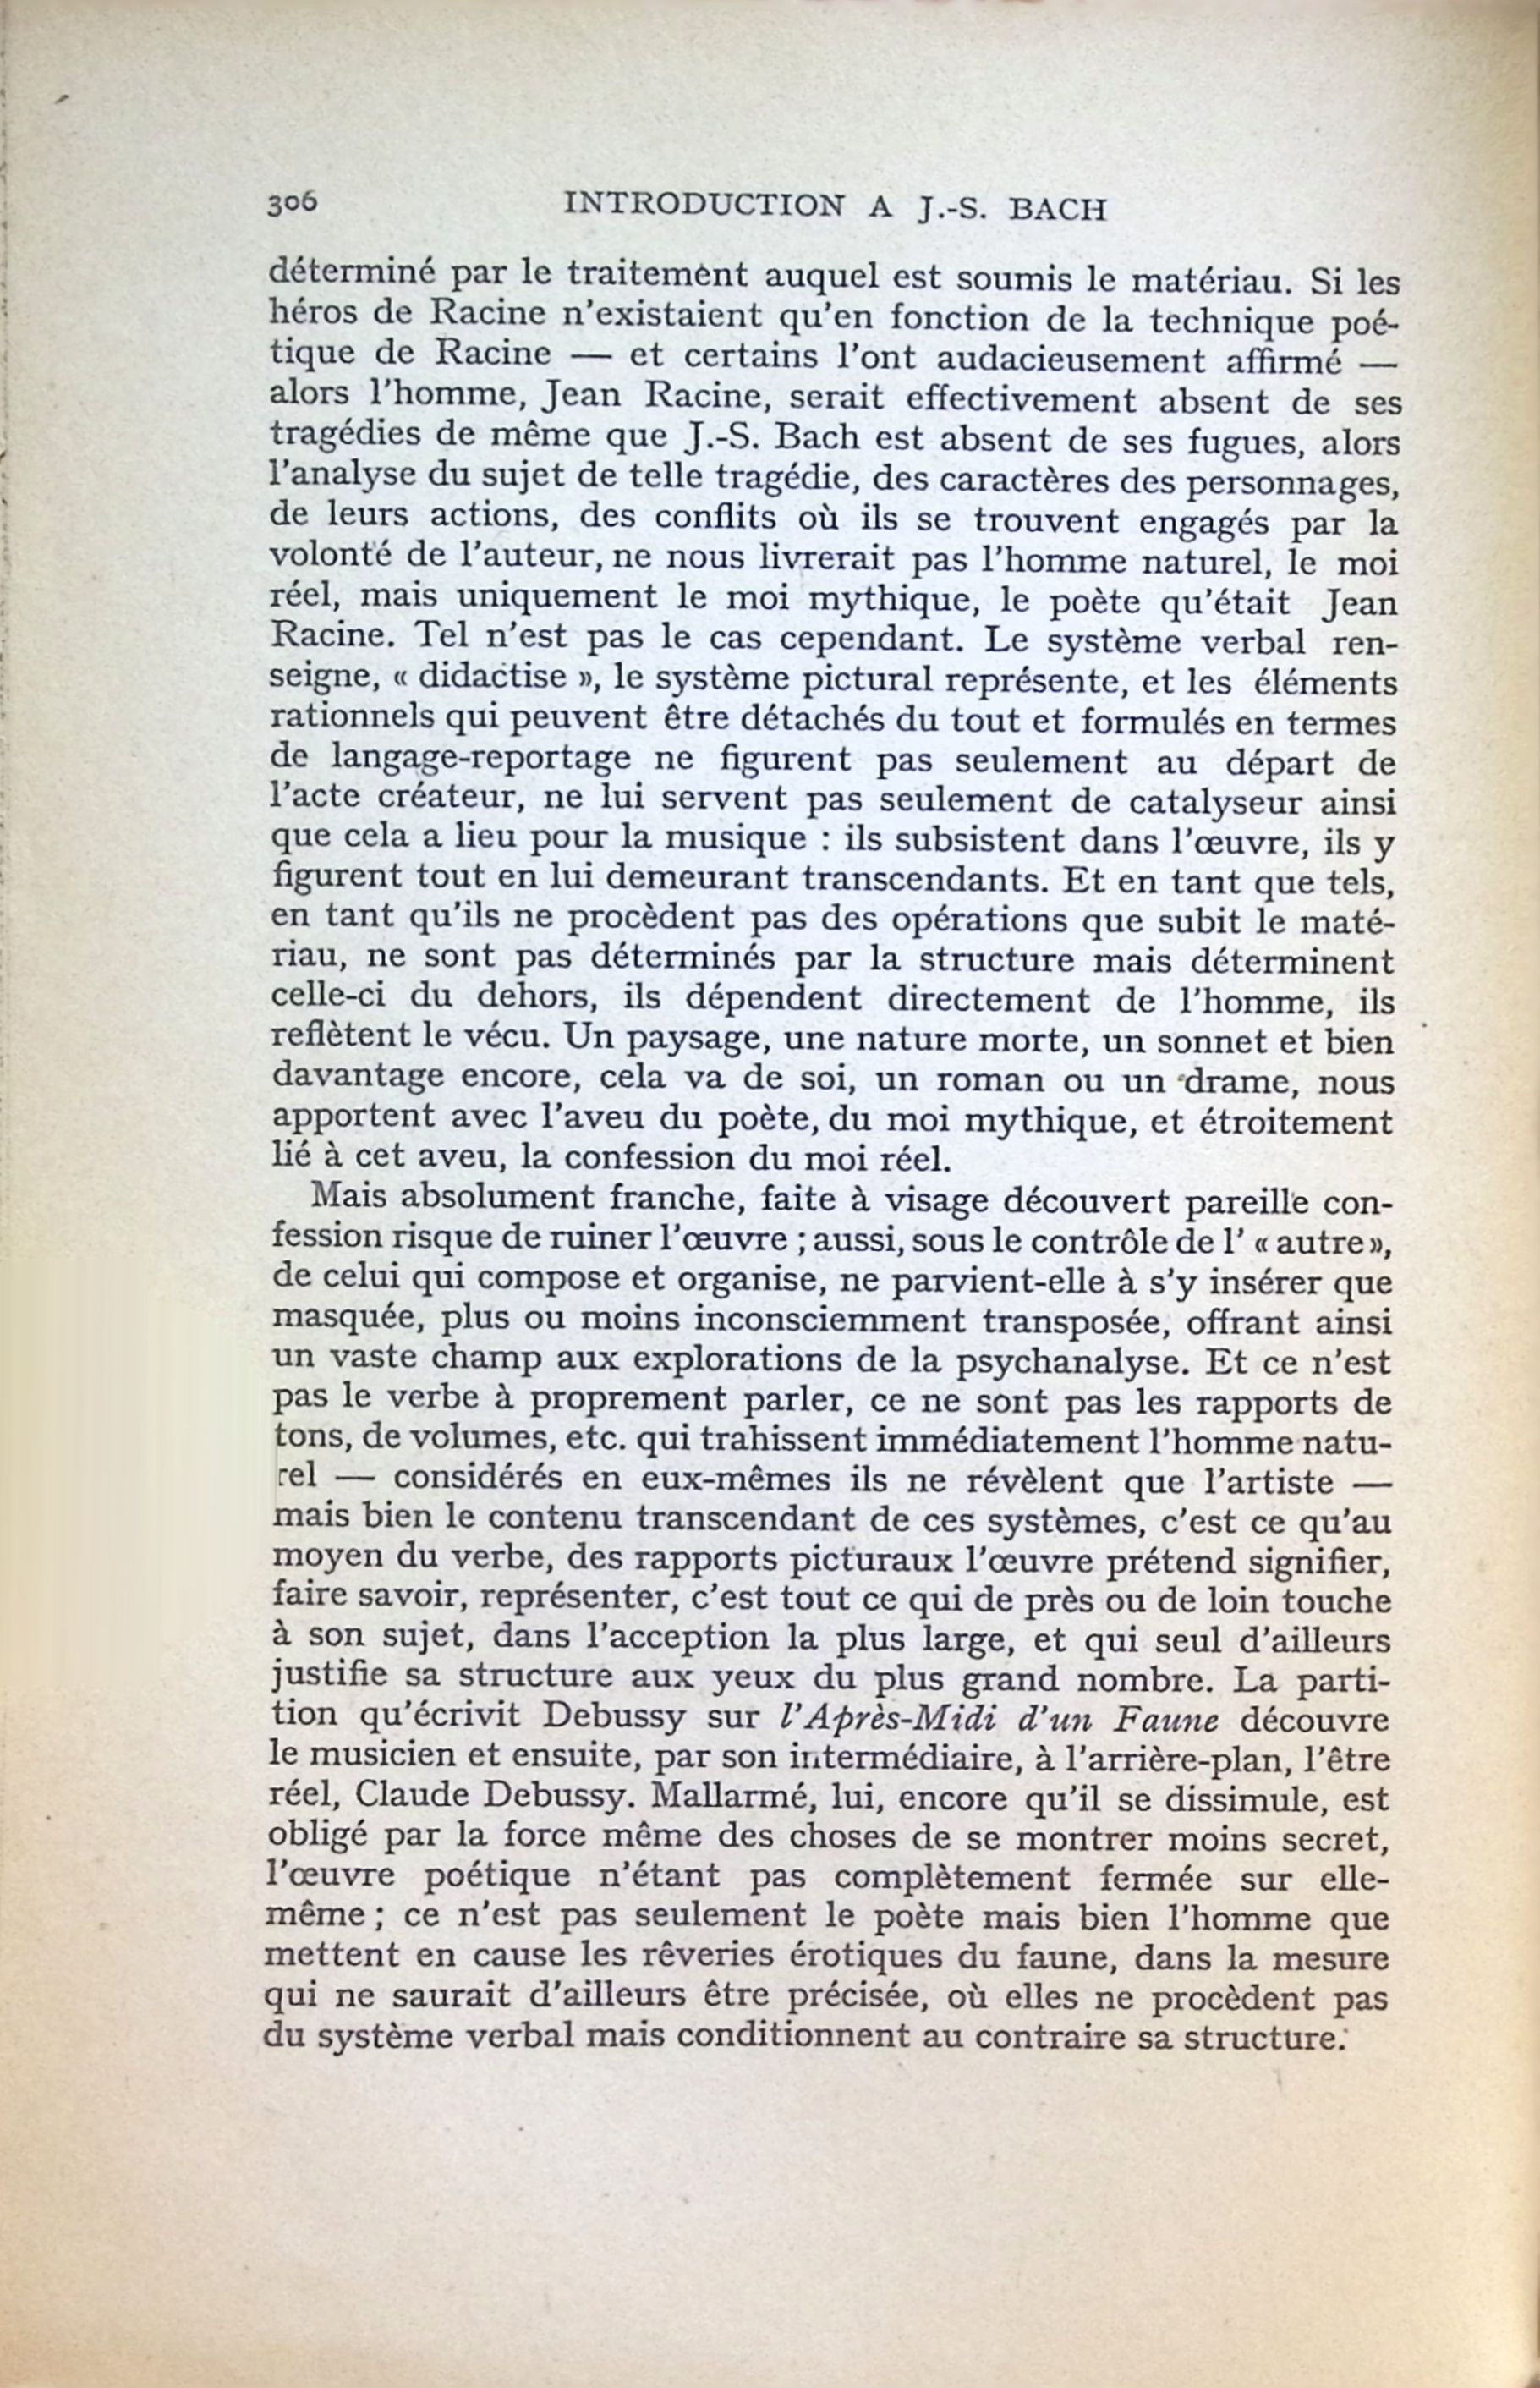 306 INTRODUCTION A J.-S. BACH
déterminé par le traitement auquel est soumis le matériau. Si les
héros de Racine n'existaient qu'en fonction de la technique poé-
tique de Racine — et certains l'ont audacieusement affirmé —
alors l'homme, Jean Racine, serait effectivement absent de ses
tragédies de même que J.-S. Bach est absent de ses fugues, alors
l'analyse du sujet de telle tragédie, des caractères des personnages,
de leurs actions, des conflits où ils se trouvent engagés par la
volonté de l'auteur, ne nous livrerait pas l'homme naturel, le moi
réel, mais uniquement le moi mythique, le poète qu'était Jean
Racine. Tel n'est pas le cas cependant. Le système verbal ren-
seigne, « didactise », le système pictural représente, et les éléments
rationnels qui peuvent être détachés du tout et formulés en termes
de langage-reportage ne figurent pas seulement au départ de
l'acte créateur, ne lui servent pas seulement de catalyseur ainsi
que cela a lieu pour la musique : ils subsistent dans l'œuvre, ils y
figurent tout en lui demeurant transcendants. Et en tant que tels,
en tant qu'ils ne procèdent pas des opérations que subit le maté-
riau, ne sont pas déterminés par la structure mais déterminent
celle-ci du dehors, ils dépendent directement de l'homme, ils
reflètent le vécu. Un paysage, une nature morte, un sonnet et bien
davantage encore, cela va de soi, un roman ou un drame, nous
apportent avec l'aveu du poète, du moi mythique, et étroitement
lié à cet aveu, la confession du moi réel.
Mais absolument franche, faite à visage découvert pareille con-
fession risque de ruiner l'œuvre ; aussi, sous le contrôle de l' « autre »,
de celui qui compose et organise, ne parvient-elle à s'y insérer que
masquée, plus ou moins inconsciemment transposée, offrant ainsi
un vaste champ aux explorations de la psychanalyse. Et ce n'est
pas le verbe à proprement parler, ce ne sont pas les rapports de
tons, de volumes, etc. qui trahissent immédiatement l'homme natu-
rel — considérés en eux-mêmes ils ne révèlent que l'artiste —
mais bien le contenu transcendant de ces systèmes, c'est ce qu'au
moyen du verbe, des rapports picturaux l'œuvre prétend signifier,
faire savoir, représenter, c'est tout ce qui de près ou de loin touche
à son sujet, dans l'acception la plus large, et qui seul d'ailleurs
justifie sa structure aux yeux du plus grand nombre. La parti-
tion qu'écrivit Debussy sur l'Après-Midi d'un Faune découvre
le musicien et ensuite, par son intermédiaire, à l'arrière-plan, l'être
réel, Claude Debussy. Mallarmé, lui, encore qu'il se dissimule, est
obligé par la force même des choses de se montrer moins secret,
l'œuvre poétique n'étant pas complètement fermée sur elle-
même ; ce n'est pas seulement le poète mais bien l'homme que
mettent en cause les rêveries érotiques du faune, dans la mesure
qui ne saurait d'ailleurs être précisée, où elles ne procèdent pas
du système verbal mais conditionnent au contraire sa structure.